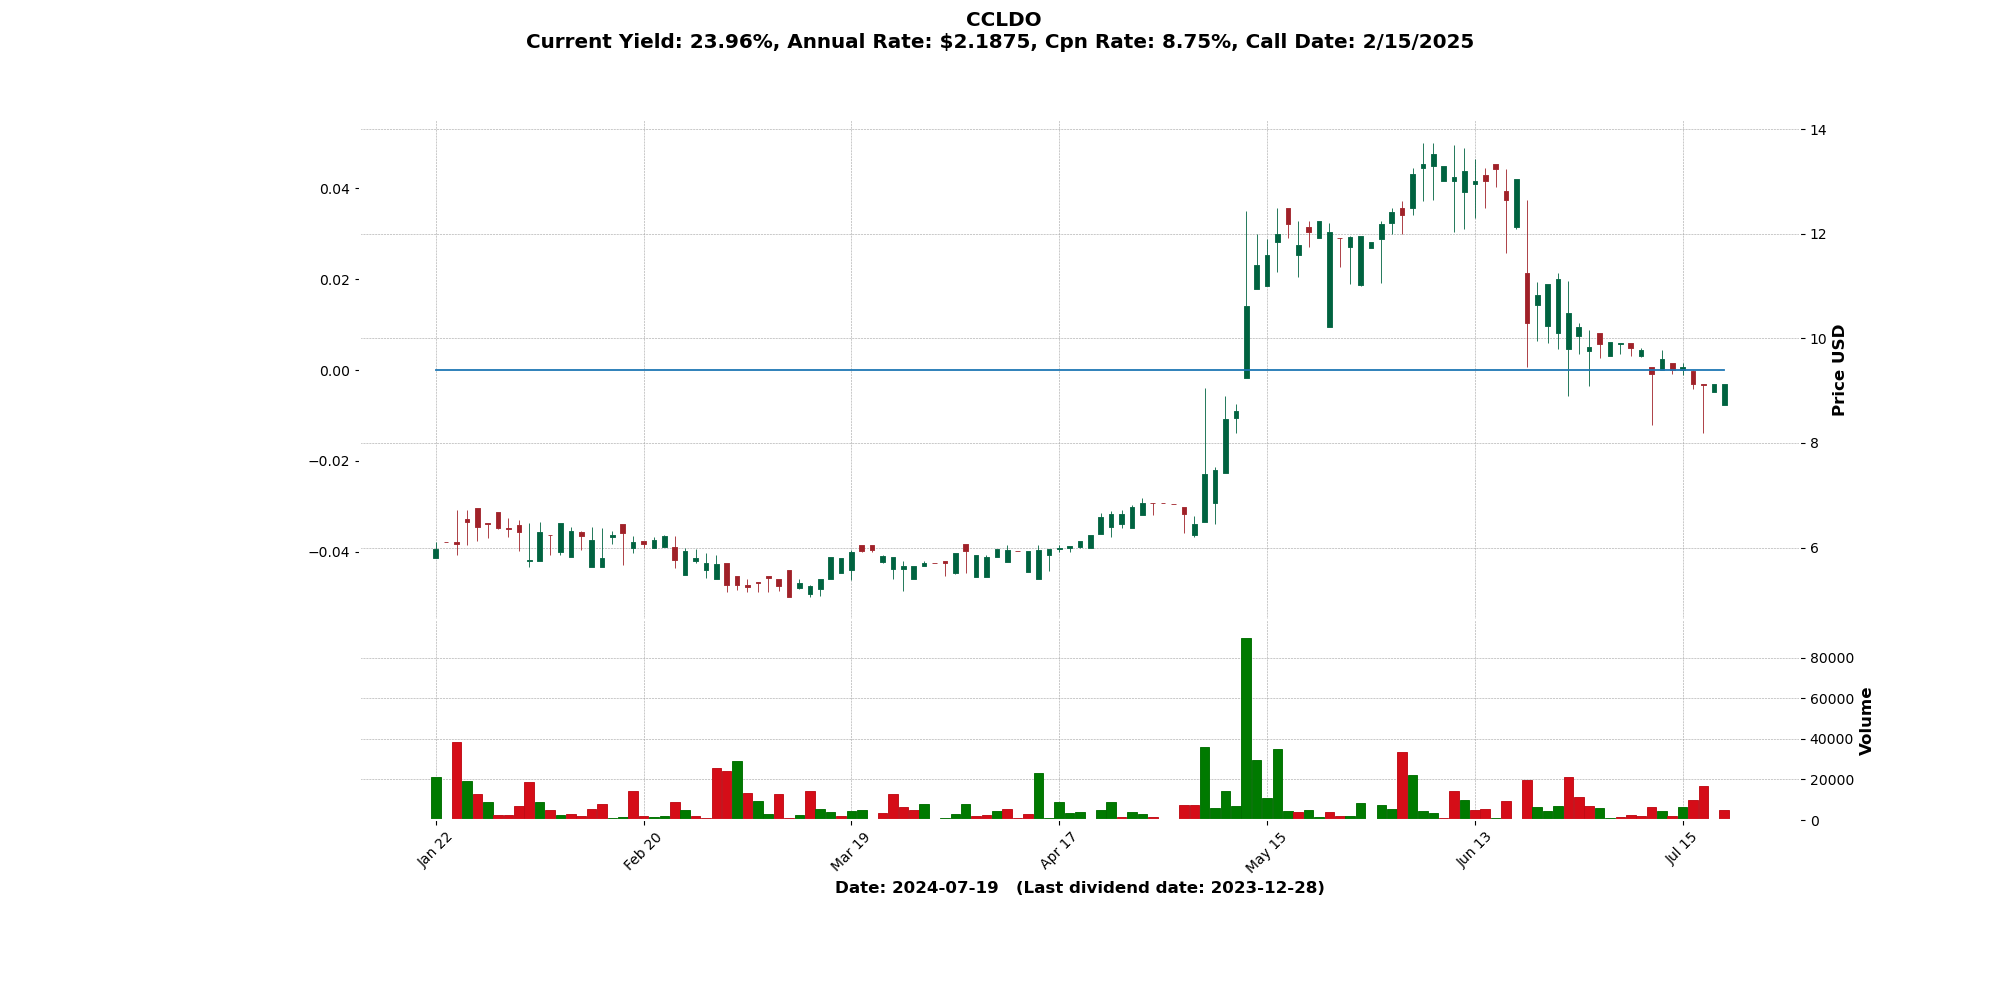 CCLDO
Current Yield: 23.96%, Annual Rate: $2.1875, Cpn Rate: 8.75%, Call Date: 2/15/2025
14
0.04
12
0.02
10
0.00
Price USD
8
−0.02
−0.04
6
80000
60000
40000
Volume
20000
0
Jan 22
Feb 20
Mar 19
Apr 17
May 15
Jun 13
Jul 15
Date: 2024-07-19   (Last dividend date: 2023-12-28)